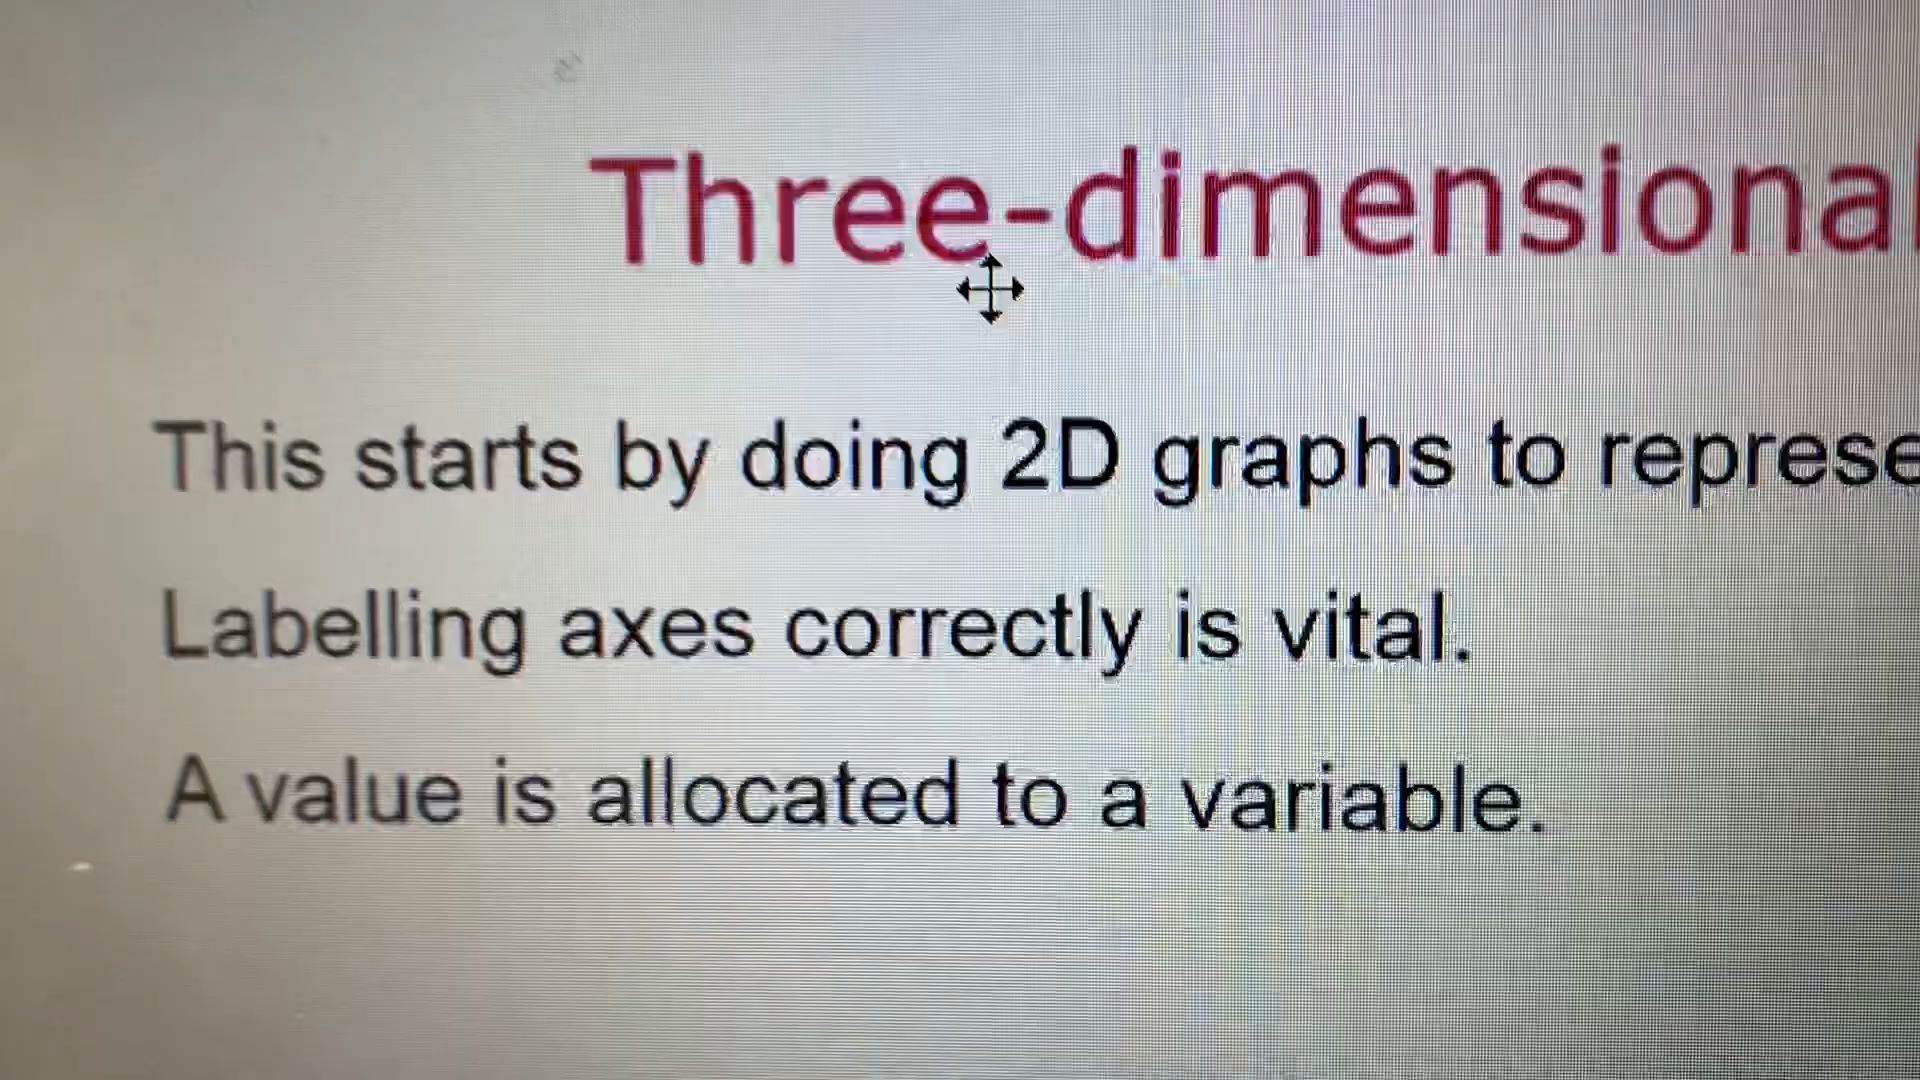 Three-dimensional
This starts by doing 2D graphs to represe
Labelling axes correctly is vital.
A value is allocated to a variable.